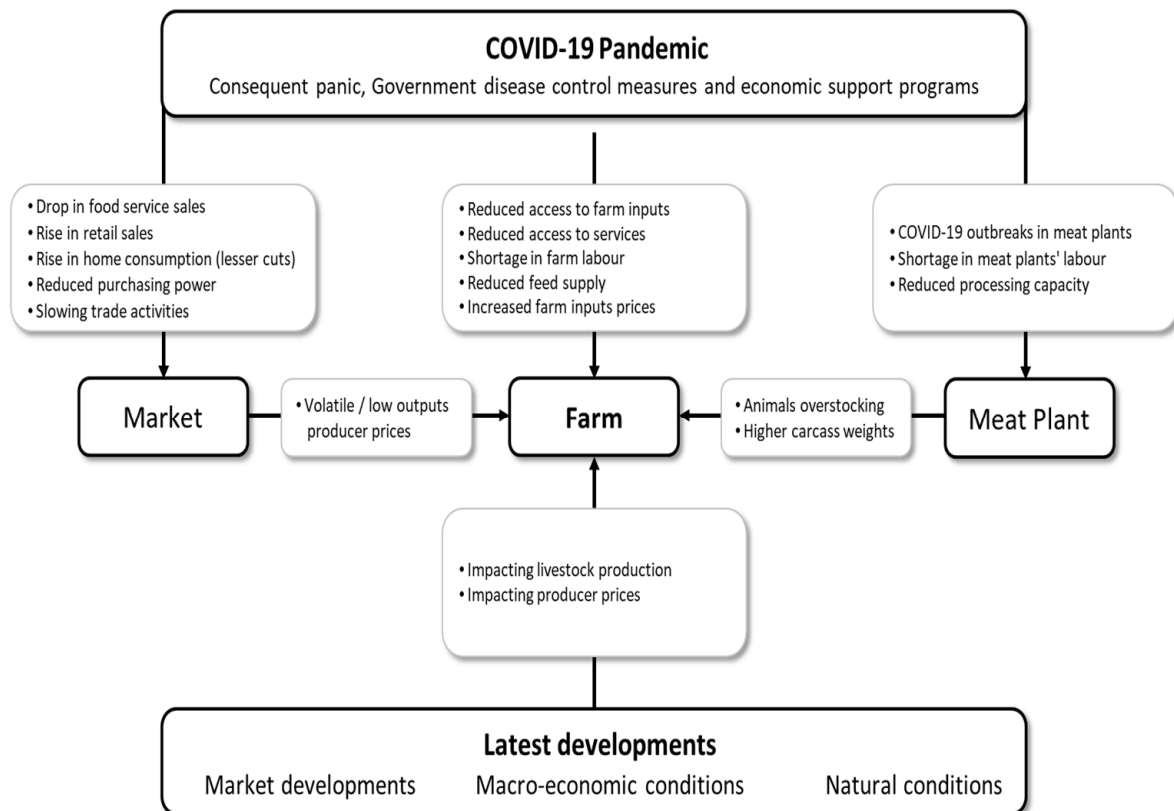 COVID-19 Pandemic
Consequent panic, Government disease control measures and economic support programs
• Drop in food service sales
• Rise in retail sales
• Rise in home consumption (lesser cuts)
• Reduced purchasing power
• Slowing trade activities
• Reduced access to farm inputs
• Reduced access to services
• Shortage in farm labour
• Reduced feed supply
• Increased farm inputs prices
• COVID-19 outbreaks in meat plants
• Shortage in meat plants' labour
• Reduced processing capacity
Market
• Volatile / low outputs
producer prices
Farm
• Animals overstocking
• Higher carcass weights
Meat Plant
• Impacting livestock production
• Impacting producer prices
Latest developments
Market developments Macro-economic conditions Natural conditions